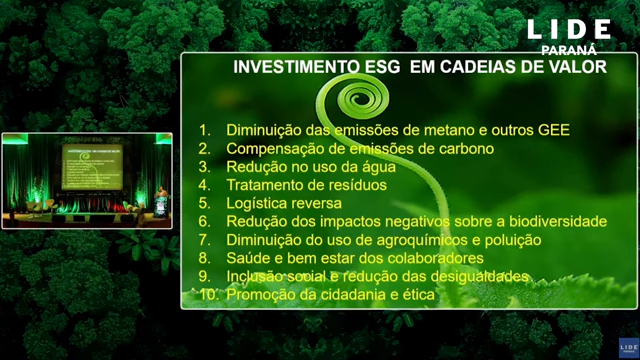 LIDE
PARANÁ
INVESTIMENTO ESG EM CADEIAS DE VALOR
1. Diminuição das emissões de metano e outros GEE
2. Compensação de emissões de carbono
3. Redução no uso da água
4. Tratamento de resíduos
5. Logística reversa
6. Redução dos impactos negativos sobre a biodiversidade
7. Diminuição do uso de agroquímicos e poluição
8. Saúde e bem estar dos colaboradores
9. Inclusão social e redução das desigualdades
10. Promoção da cidadania e ética
LIDE
PARANÁ